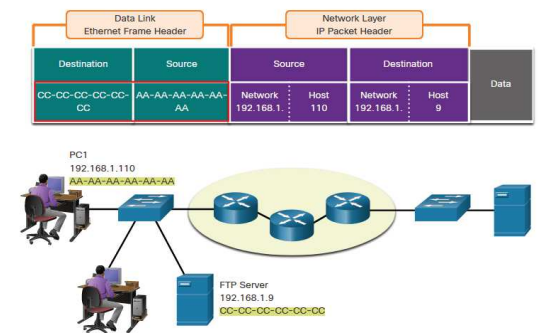 Data Link
Ethernet Frame Header
Network Layer
IP Packet Header
Destination
Source
Source
Destination
Data
CC-CC-CC-CC-CC-
CC
AA-AA-AA-AA-AA-
AA
Network
192.168.1.
Host
110
Network
192.168.1.
Host
9
PC1
192.168.1.110
AA-AA-AA-AA-AA-AA
FTP Server
192.168.1.9
CC-CC-CC-CC-CC-CC